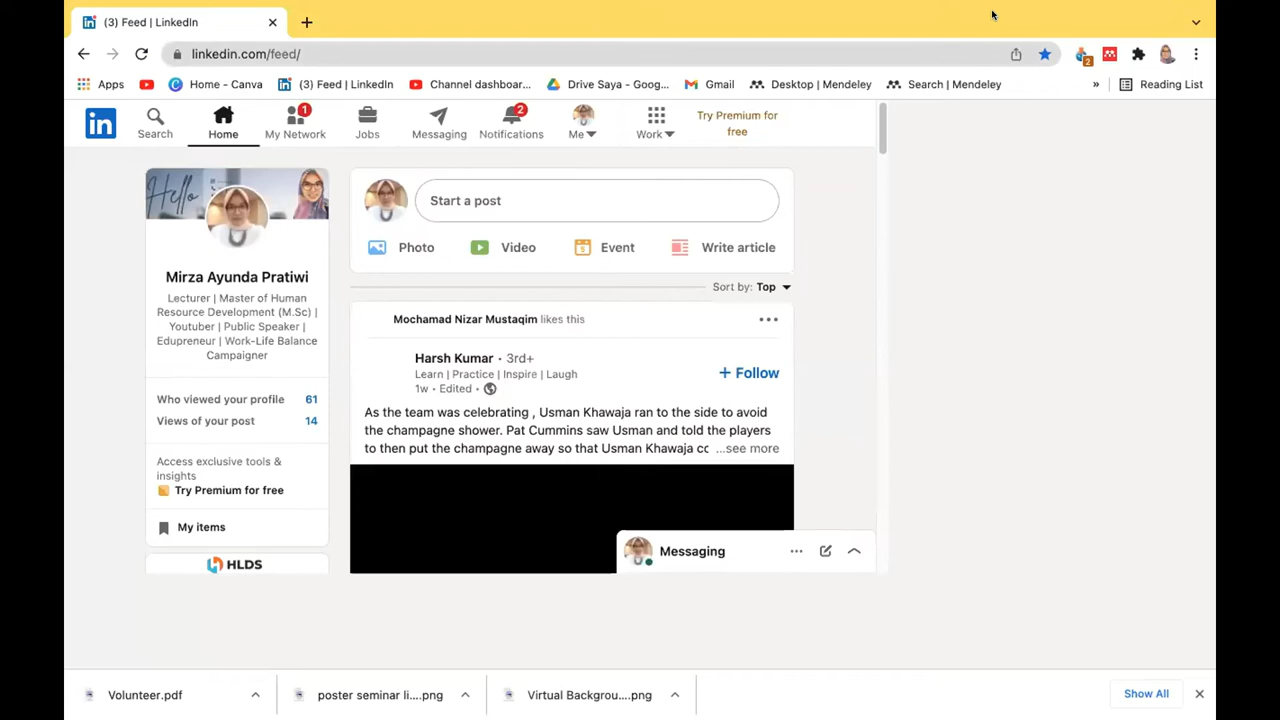 (3) Feed | LinkedIn
linkedin.com/feed/
2
Apps
Home - Canva
(3) Feed | LinkedIn
Channel dashboar...
Drive Saya - Goog...
Gmail
Desktop | Mendeley
Search | Mendeley
»
Reading List
in
Search
Home
1
My Network
Jobs
Messaging
2
Notifications
Me
Work
Try Premium for
free
Hello
Mirza Ayunda Pratiwi
Lecturer | Master of Human
Resource Development (M.Sc) |
Youtuber | Public Speaker |
Edupreneur | Work-Life Balance
Campaigner
Who viewed your profile 61
Views of your post 14
Access exclusive tools &
insights
Try Premium for free
My items
HLDS
Start a post
Photo
Video
Event
Write article
Sort by: Top
Mochamad Nizar Mustaqim likes this
Harsh Kumar • 3rd+
Learn | Practice | Inspire | Laugh
1w • Edited •
+ Follow
As the team was celebrating , Usman Khawaja ran to the side to avoid
the champagne shower. Pat Cummins saw Usman and told the players
to then put the champagne away so that Usman Khawaja cc ...see more
Messaging
Volunteer.pdf
poster seminar li....png
Virtual Backgrou....png
Show All